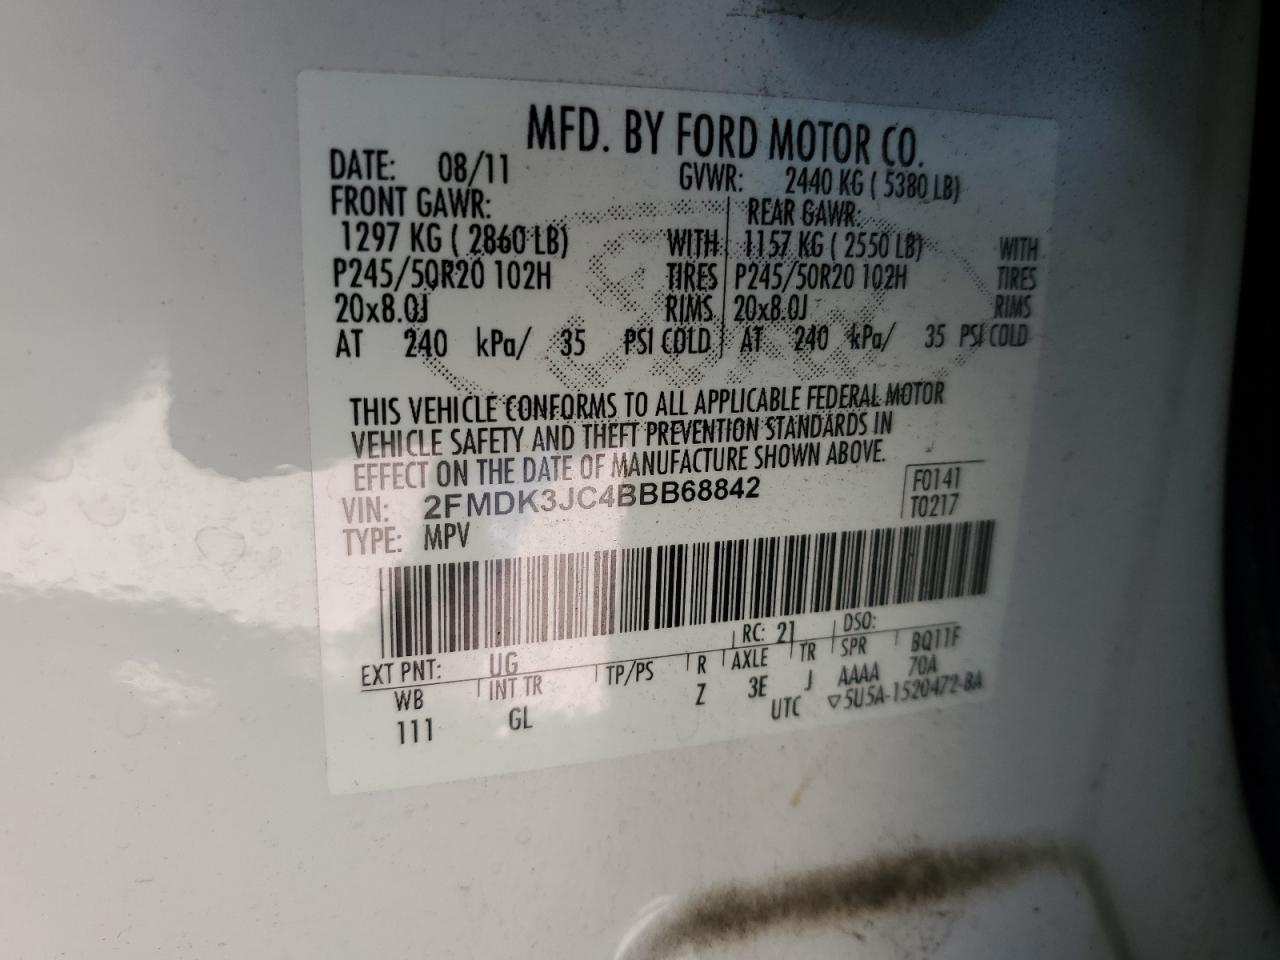 MFD. BY FORD MOTOR CO.
DATE: 08/11 GVWR: 2440 KG ( 5380 LB)
FRONT GAWR: REAR GAWR:
1297 KG ( 2860 LB) WITH 1157 KG ( 2550 LB) WITH
P245/50R20 102H TIRES P245/50R20 102H TIRES
20x8.0J RIMS 20x8.0J RIMS
AT 240 kPa/ 35 PSI COLD AT 240 kPa/ 35 PSI COLD
THIS VEHICLE CONFORMS TO ALL APPLICABLE FEDERAL MOTOR
VEHICLE SAFETY AND THEFT PREVENTION STANDARDS IN
EFFECT ON THE DATE OF MANUFACTURE SHOWN ABOVE.
VIN: 2FMDK3JC4BBB68842 F0141
TYPE: MPV T0217
EXT PNT: UG RC: 21 DSO:
WB INT TR TP/PS R AXLE TR SPR BQ11F
111 GL Z 3E J AAAA 70A
UTC ▽5U5A-1520472-BA